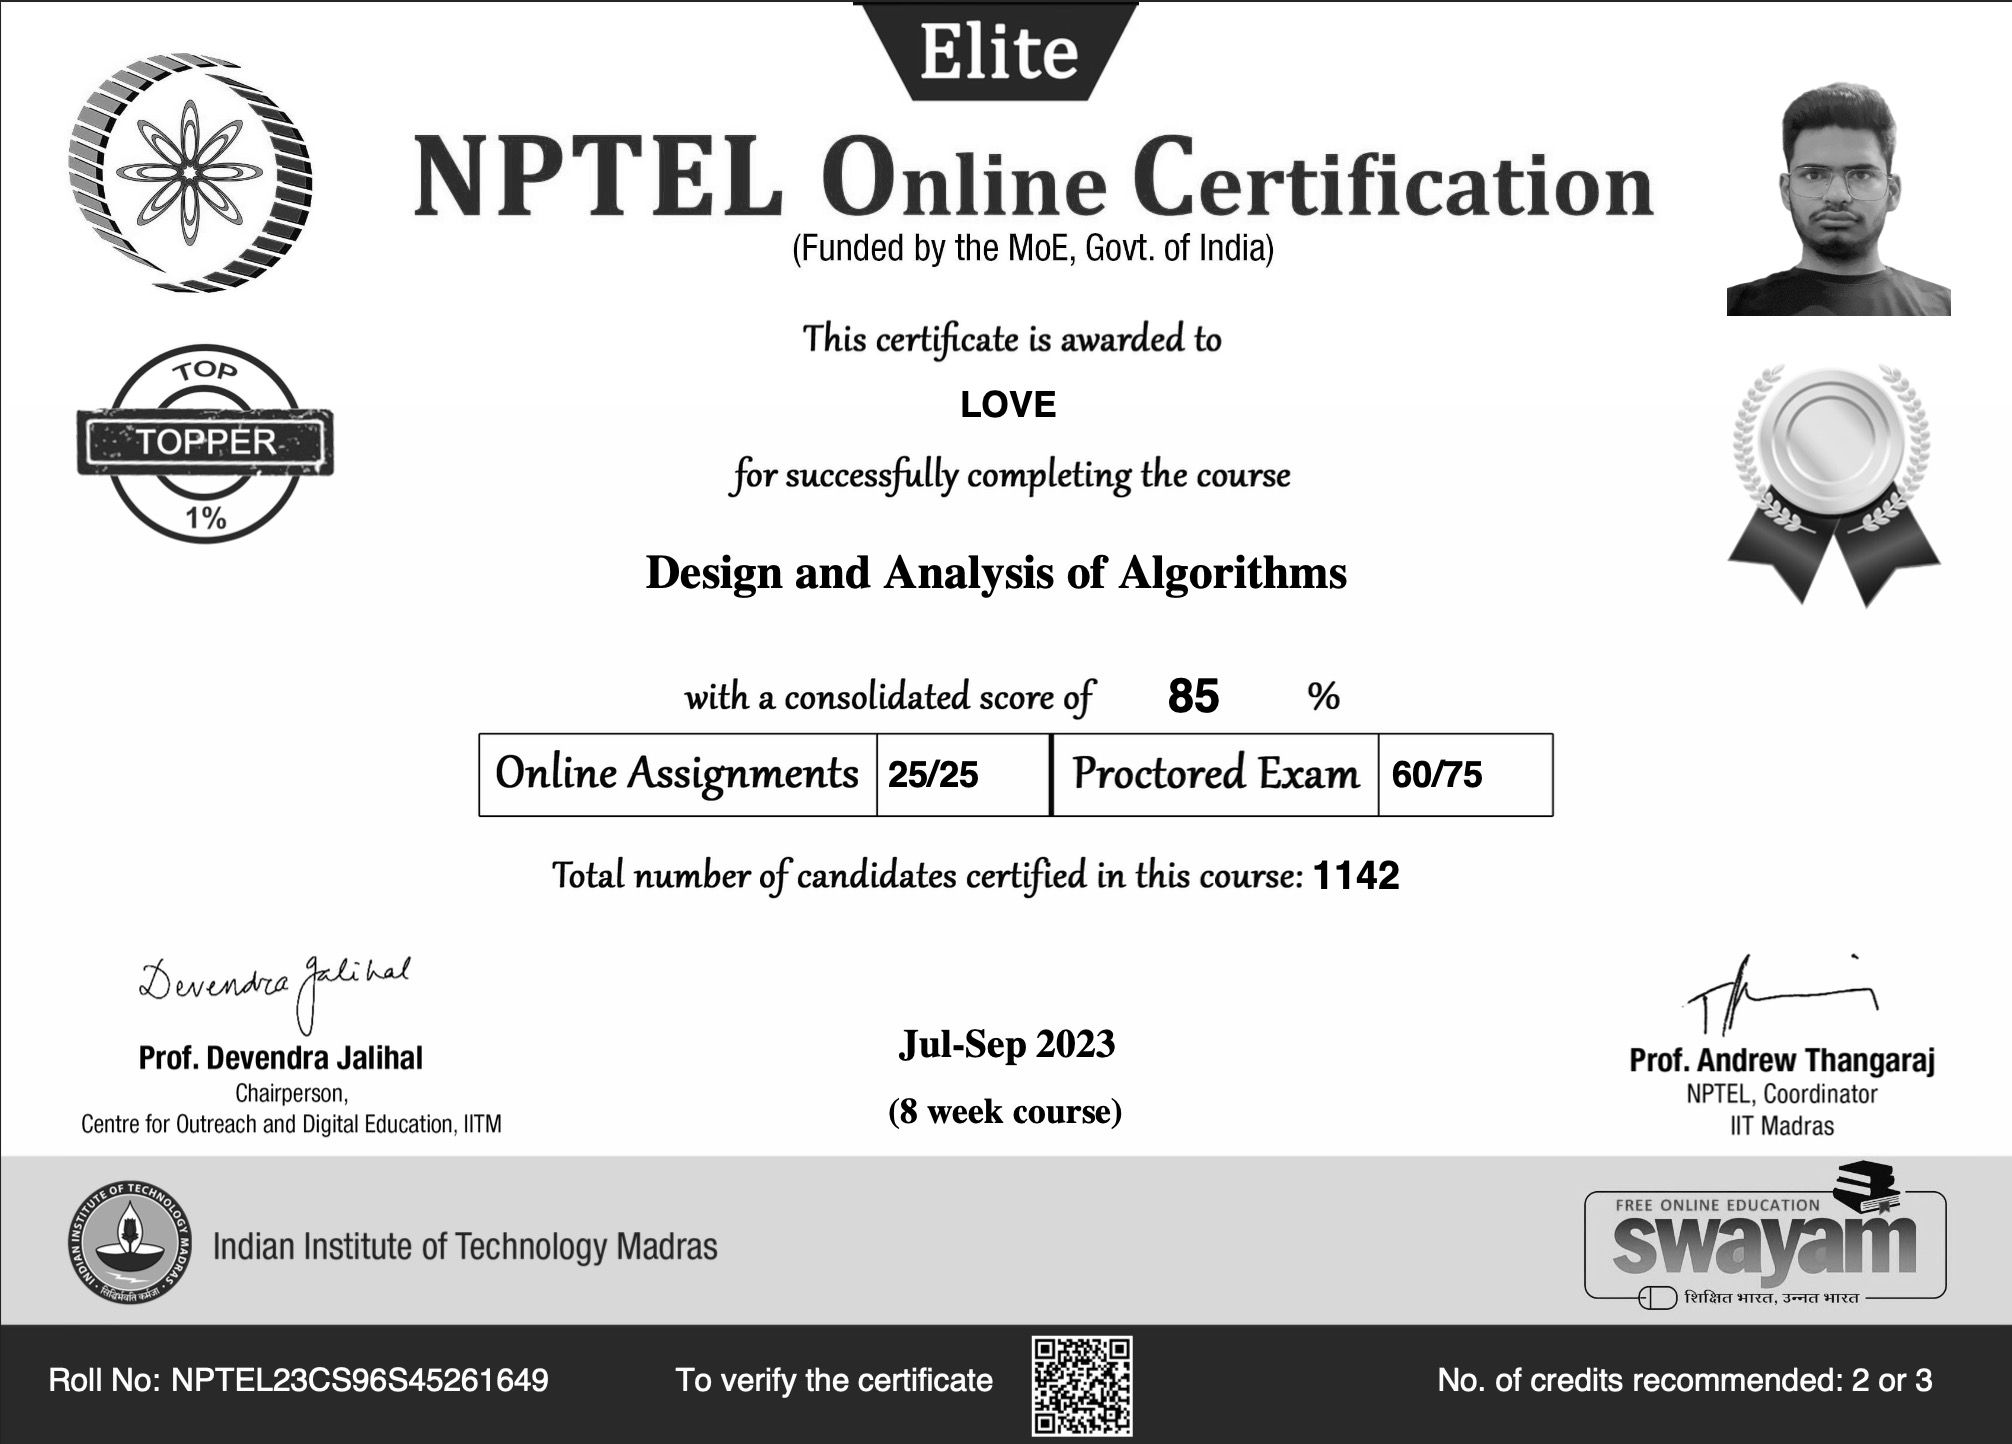 Elite
NPTEL Online Certification
(Funded by the MoE, Govt. of India)
This certificate is awarded to
LOVE
for successfully completing the course
TOP
TOPPER
1%
Design and Analysis of Algorithms
with a consolidated score of 85 %
Online Assignments 25/25 Proctored Exam 60/75
Total number of candidates certified in this course: 1142
Devendra Jalihal
Prof. Devendra Jalihal
Chairperson,
Centre for Outreach and Digital Education, IITM
Jul-Sep 2023
(8 week course)
Prof. Andrew Thangaraj
NPTEL, Coordinator
IIT Madras
INDIAN INSTITUTE OF TECHNOLOGY MADRAS
सिद्धिर्भवति कर्मजा
Indian Institute of Technology Madras
FREE ONLINE EDUCATION
swayam
शिक्षित भारत, उन्नत भारत
Roll No: NPTEL23CS96S45261649
To verify the certificate
No. of credits recommended: 2 or 3